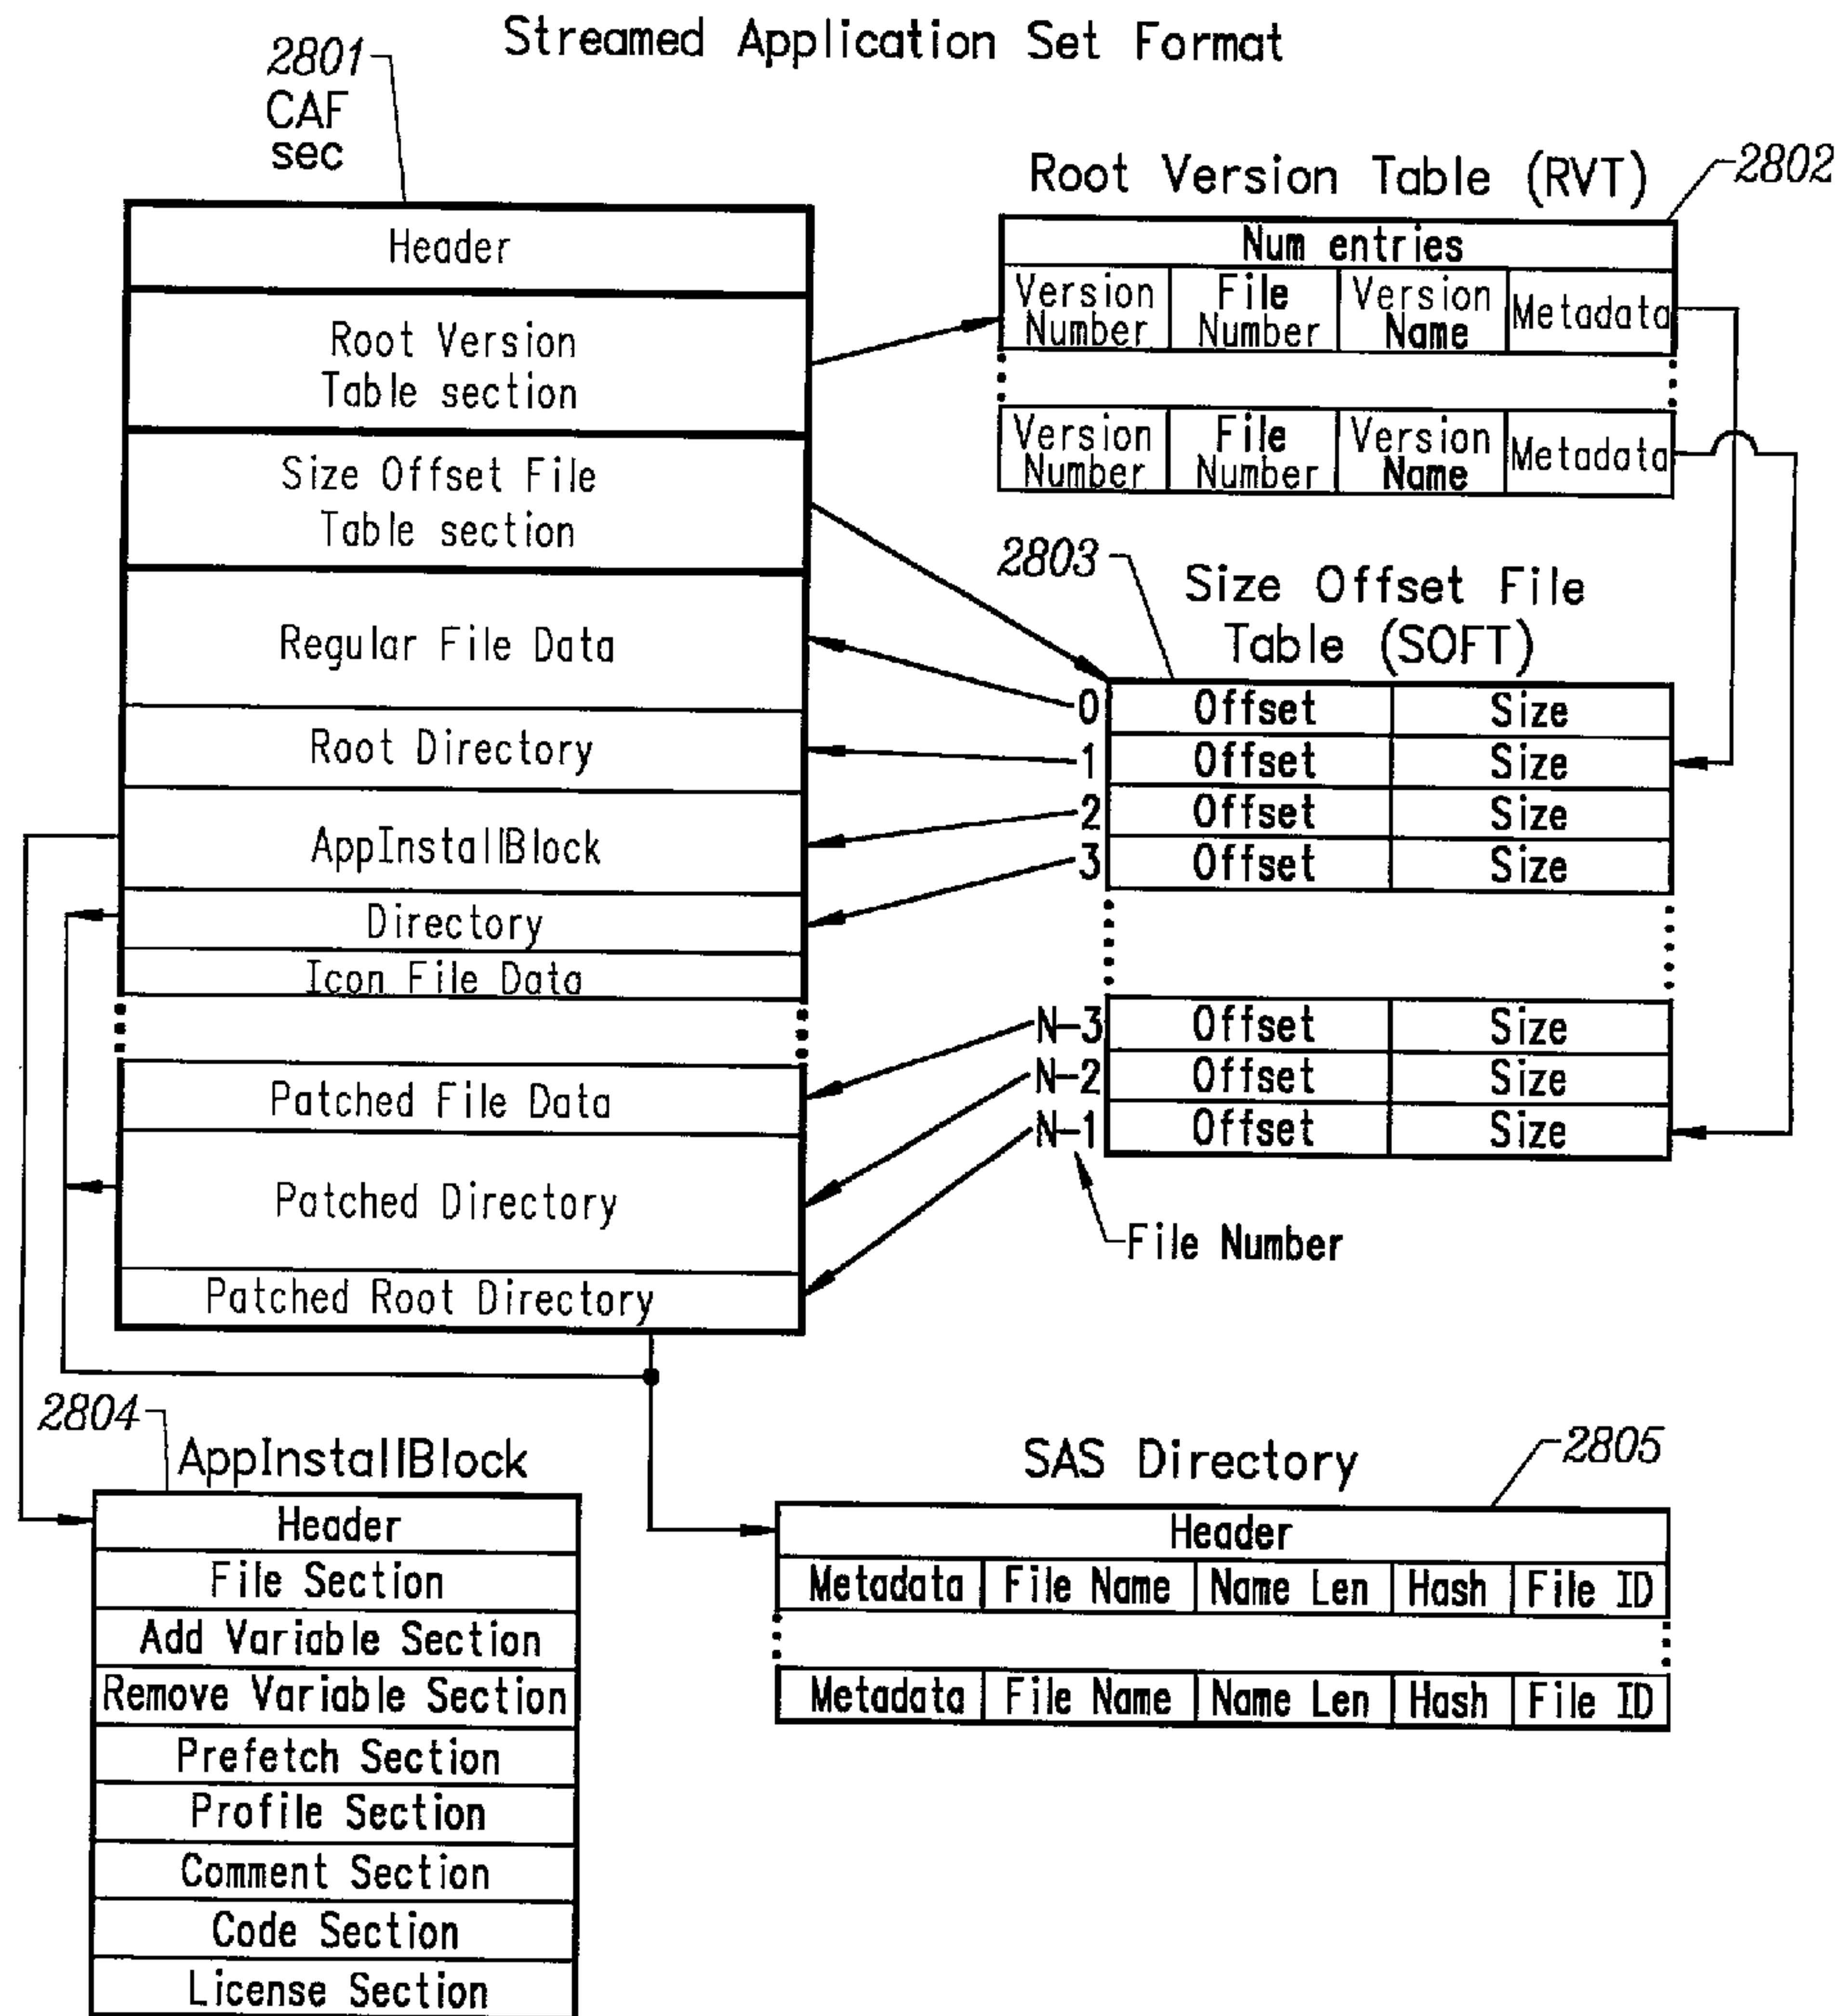 Streamed Application Set Format
2801
CAF
sec
Header
Root Version
Table section
Size Offset File
Table section
Regular File Data
Root Directory
AppInstallBlock
Directory
Icon File Data
Patched File Data
Patched Directory
Patched Root Directory
Root Version Table (RVT)
2802
Num entries
Version Number File Number Version Name Metadata
Version Number File Number Version Name Metadata
2803
Size Offset File
Table (SOFT)
0 Offset Size
1 Offset Size
2 Offset Size
3 Offset Size
N-3 Offset Size
N-2 Offset Size
N-1 Offset Size
File Number
2804
AppInstallBlock
Header
File Section
Add Variable Section
Remove Variable Section
Prefetch Section
Profile Section
Comment Section
Code Section
License Section
SAS Directory
2805
Header
Metadata File Name Name Len Hash File ID
Metadata File Name Name Len Hash File ID